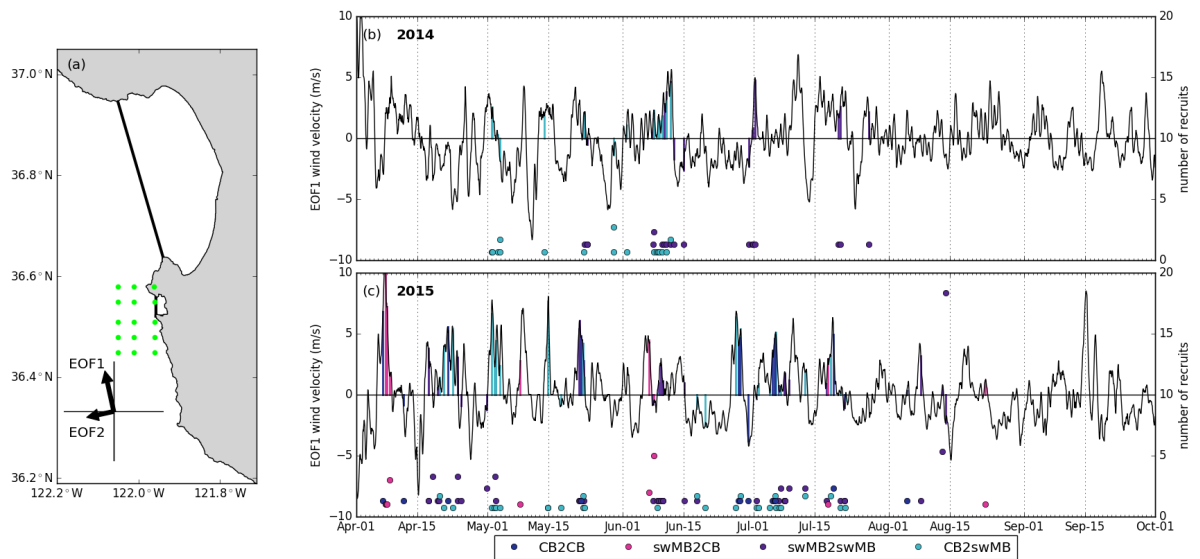 (a)
37.0°N
36.8°N
36.6°N
36.4°N
36.2°N
122.2°W 122.0°W 121.8°W
EOF1
EOF2
(b) 2014
EOF1 wind velocity (m/s)
10
5
0
−5
−10
number of recruits
20
15
10
5
0
(c) 2015
EOF1 wind velocity (m/s)
10
5
0
−5
−10
number of recruits
20
15
10
5
0
Apr-01 Apr-15 May-01 May-15 Jun-01 Jun-15 Jul-01 Jul-15 Aug-01 Aug-15 Sep-01 Sep-15 Oct-01
CB2CB swMB2CB swMB2swMB CB2swMB